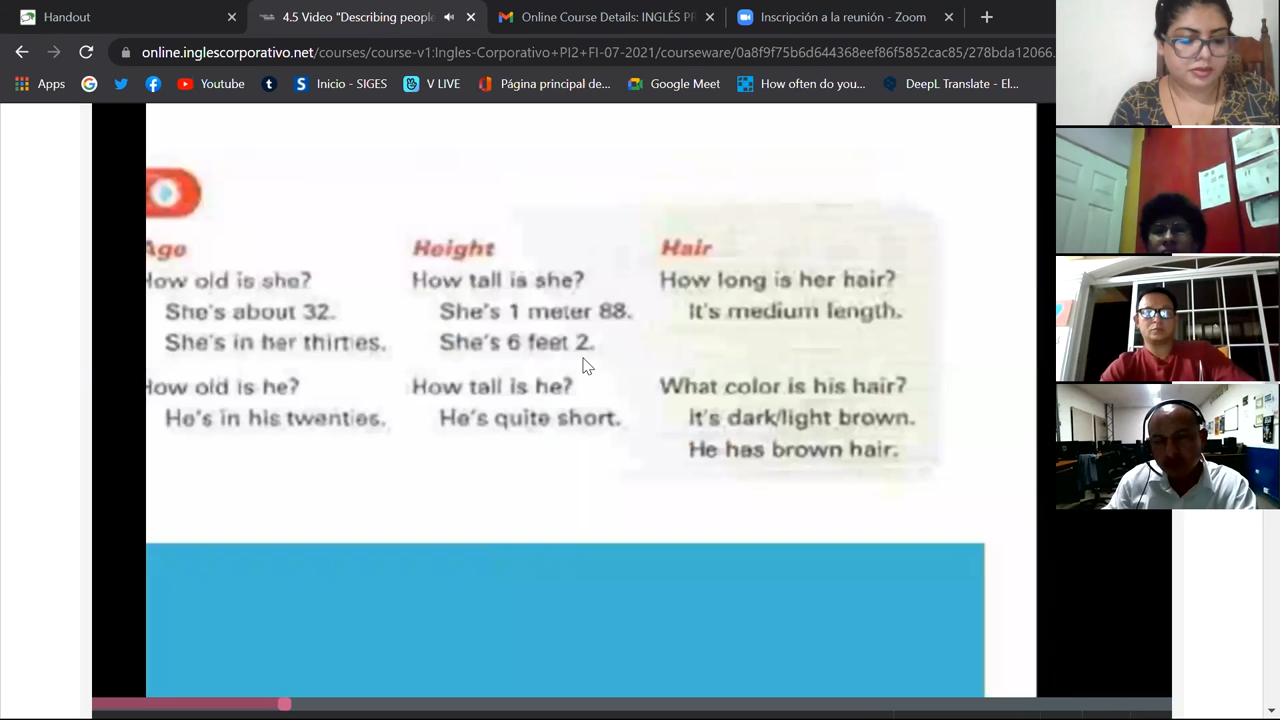 Handout
4.5 Video "Describing people
Online Course Details: INGLÉS PR
Inscripción a la reunión - Zoom
online.inglescorporativo.net/courses/course-v1:Ingles-Corporativo+PI2+FI-07-2021/courseware/0a8f9f75b6d644368eef86f5852cac85/278bda12066.
Apps
Youtube
Inicio - SIGES
V LIVE
Página principal de...
Google Meet
How often do you...
DeepL Translate - El...
Age
How old is she?
She's about 32.
She's in her thirties.
How old is he?
He's in his twenties.
Height
How tall is she?
She's 1 meter 88.
She's 6 feet 2.
How tall is he?
He's quite short.
Hair
How long is her hair?
It's medium length.
What color is his hair?
It's dark/light brown.
He has brown hair.